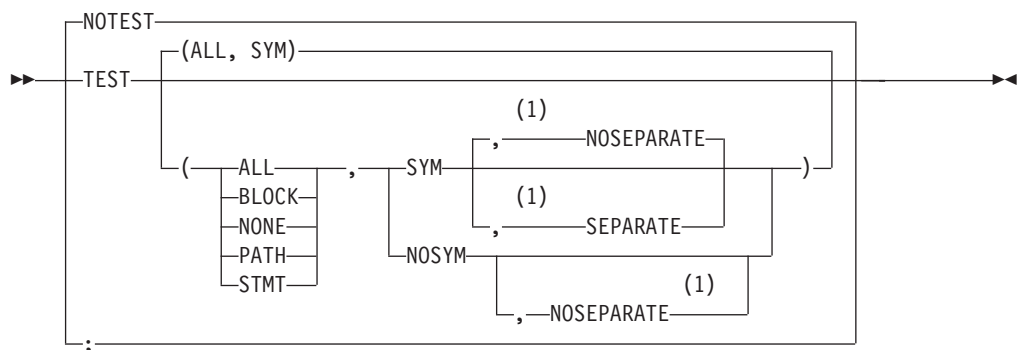 NOTEST
(ALL, SYM)
TEST
(1)
, NOSEPARATE
( ALL , SYM )
BLOCK (1)
NONE , SEPARATE
PATH NOSYM
STMT (1)
, NOSEPARATE
;